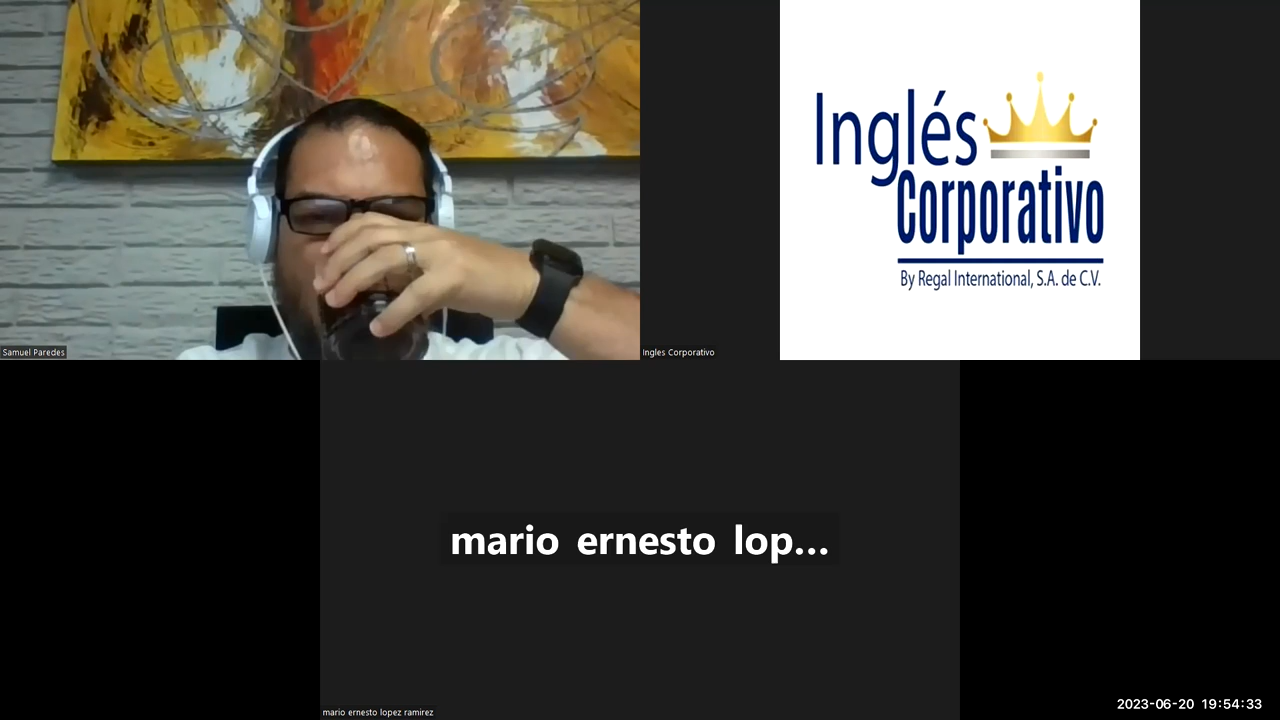 Inglés
Corporativo
By Regal International, S.A. de C.V.
Samuel Paredes
Ingles Corporativo
mario ernesto lop...
mario ernesto lopez ramirez
2023-06-20 19:54:33